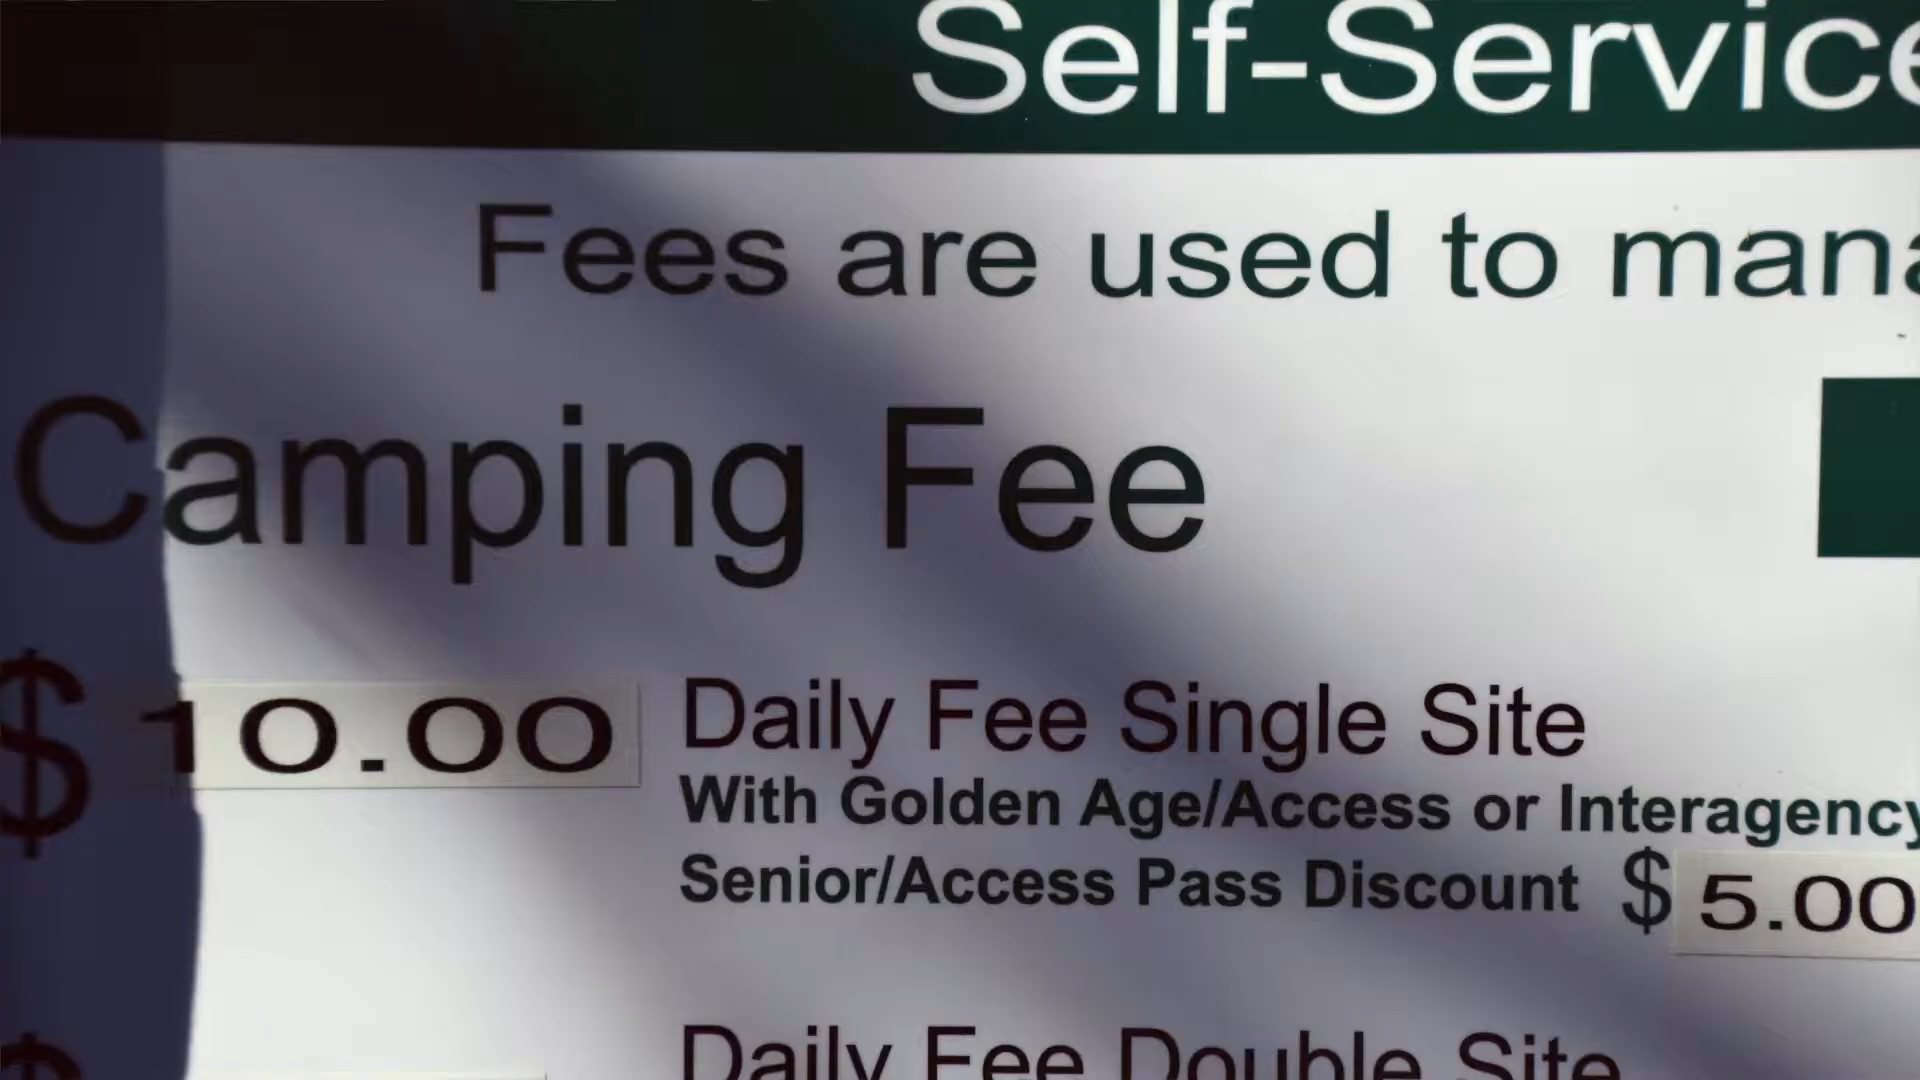 Self-Service
Fees are used to
Camping Fee
$10.00 Daily Fee Single Site
With Golden Age/Access or Interagency
Senior/Access Pass Discount $5.00
$ Daily Fee Double Site